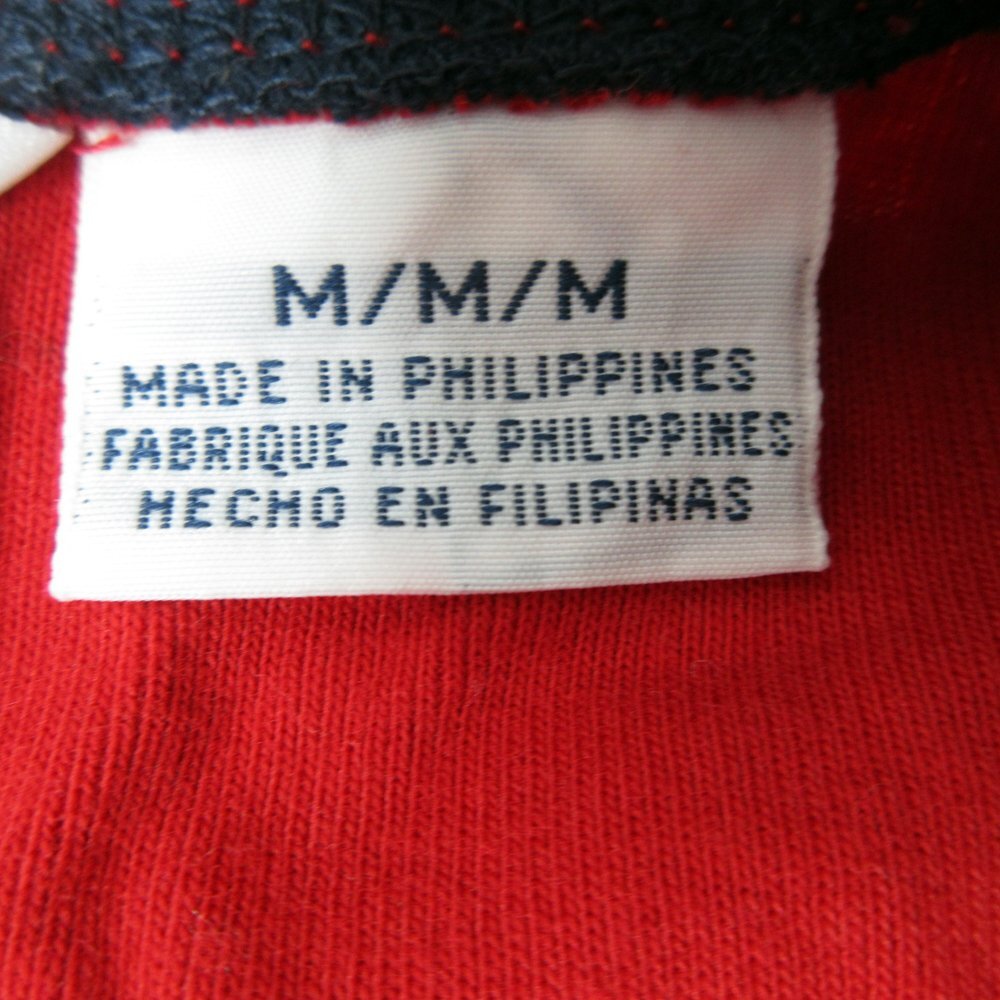 M/M/M
MADE IN PHILIPPINES
FABRIQUE AUX PHILIPPINES
HECHO EN FILIPINAS